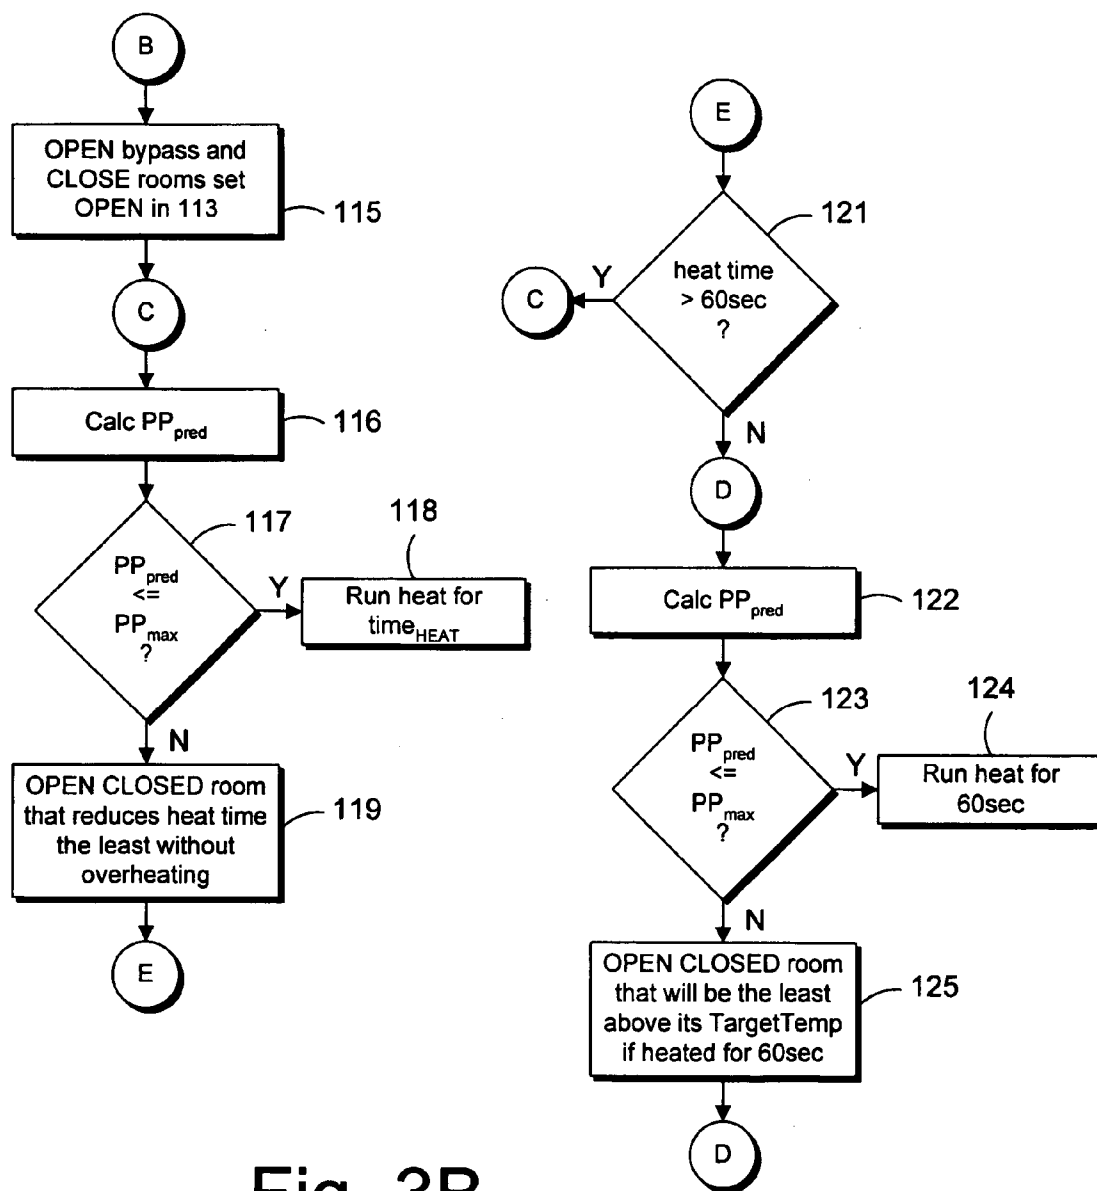 B
OPEN bypass and
CLOSE rooms set
OPEN in 113
115
C
Calc PPpred
116
117
PPpred
<=
PPmax
?
Y
118
Run heat for
timeHEAT
N
OPEN CLOSED room
that reduces heat time
the least without
overheating
119
E
E
121
heat time
> 60sec
?
Y
C
N
D
Calc PPpred
122
123
PPpred
<=
PPmax
?
Y
124
Run heat for
60sec
N
OPEN CLOSED room
that will be the least
above its TargetTemp
if heated for 60sec
125
D
Fig. 3B